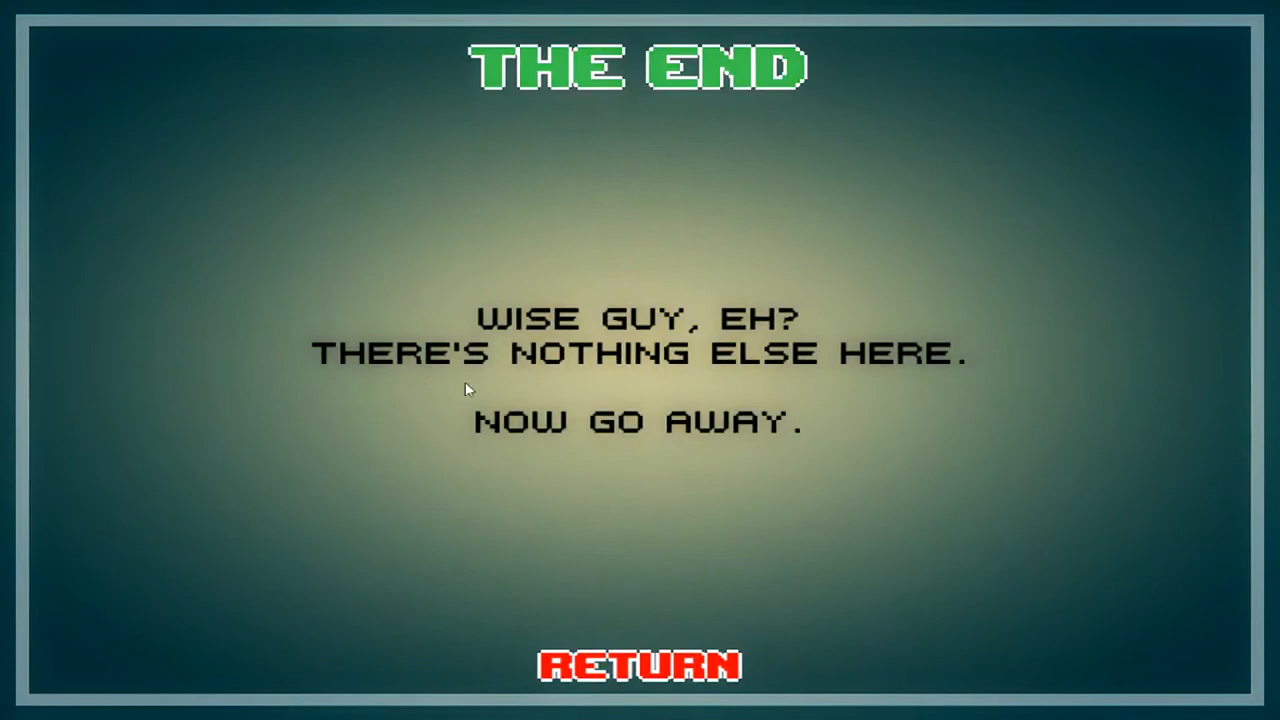 THE END
WISE GUY, EH?
THERE'S NOTHING ELSE HERE.
NOW GO AWAY.
RETURN